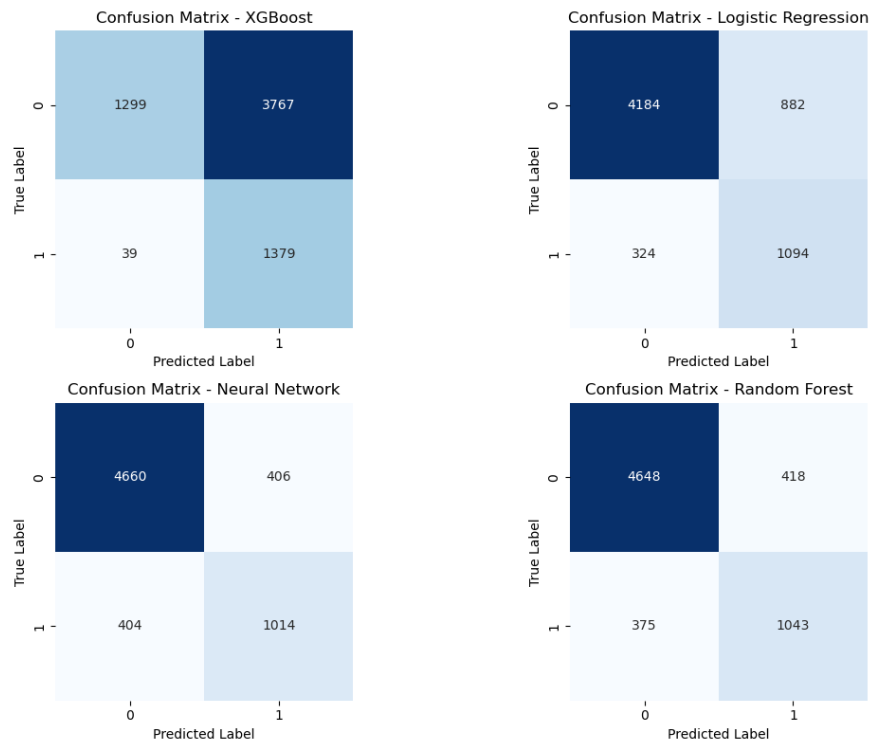 Confusion Matrix - XGBoost
0
1299
3767
True Label
1
39
1379
0
1
Predicted Label
Confusion Matrix - Logistic Regression
0
4184
882
True Label
1
324
1094
0
1
Predicted Label
Confusion Matrix - Neural Network
0
4660
406
True Label
1
404
1014
0
1
Predicted Label
Confusion Matrix - Random Forest
0
4648
418
True Label
1
375
1043
0
1
Predicted Label